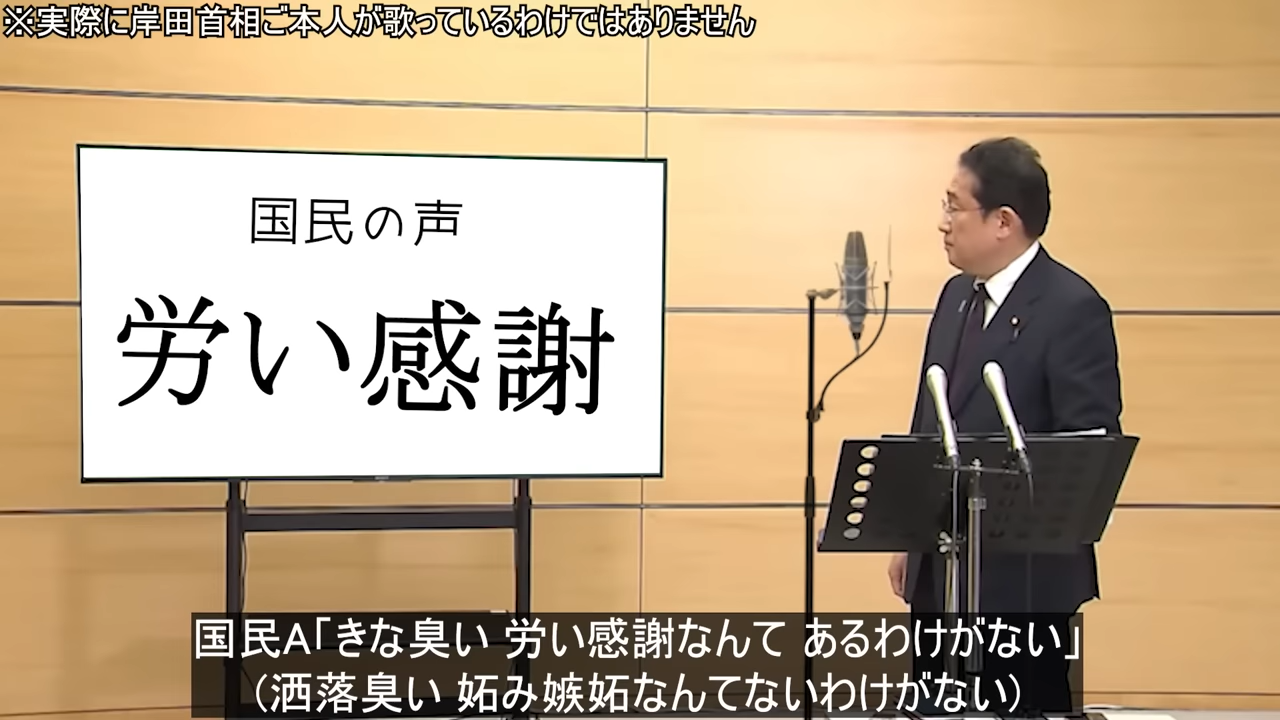 ※実際に岸田首相ご本人が歌っているわけではありません
国民の声
労い感謝
国民A「きな臭い 労い感謝なんて あるわけがない」
（洒落臭い 妬み嫉妬なんてないわけがない）